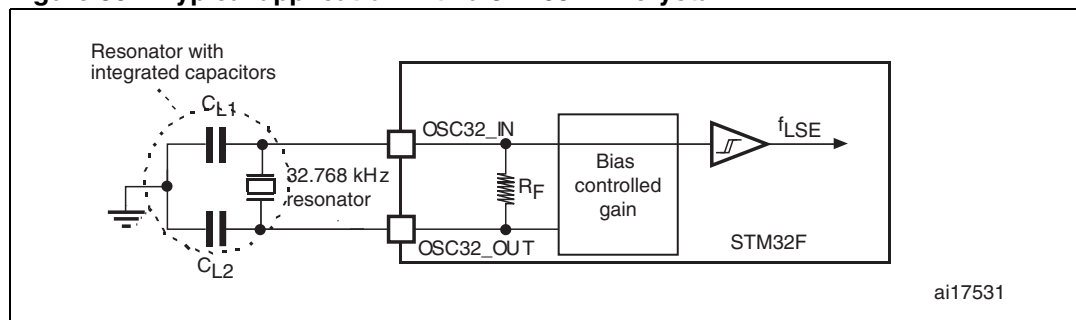 Resonator with
integrated capacitors
CL1
OSC32_IN
fLSE
32.768 kHz
resonator
RF
Bias
controlled
gain
OSC32_OUT
STM32F
CL2
ai17531